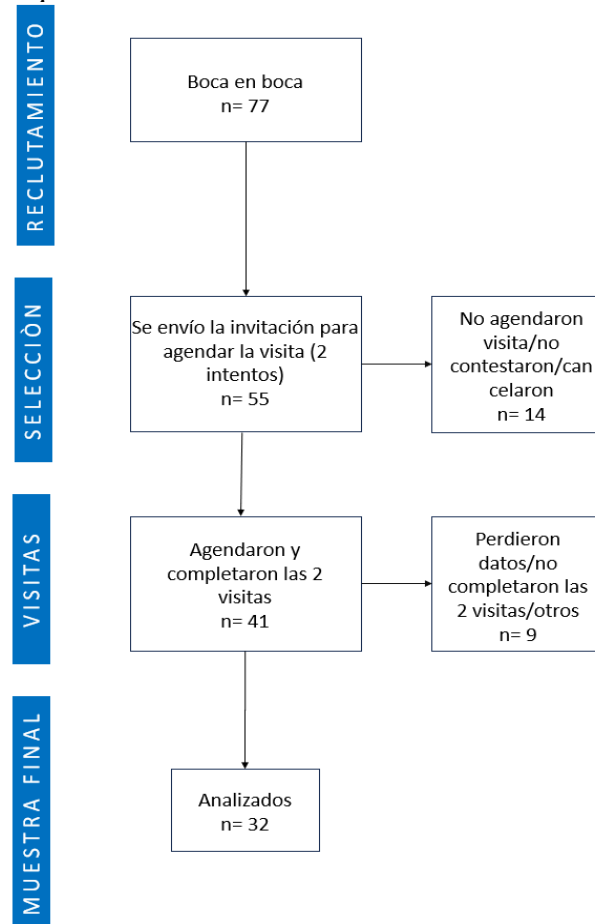 RECLUTAMIENTO
Boca en boca
n= 77
SELECCIÒN
Se envío la invitación para
agendar la visita (2
intentos)
n= 55
No agendaron
visita/no
contestaron/can
celaron
n= 14
VISITAS
Agendaron y
completaron las 2
visitas
n= 41
Perdieron
datos/no
completaron las
2 visitas/otros
n= 9
MUESTRA FINAL
Analizados
n= 32